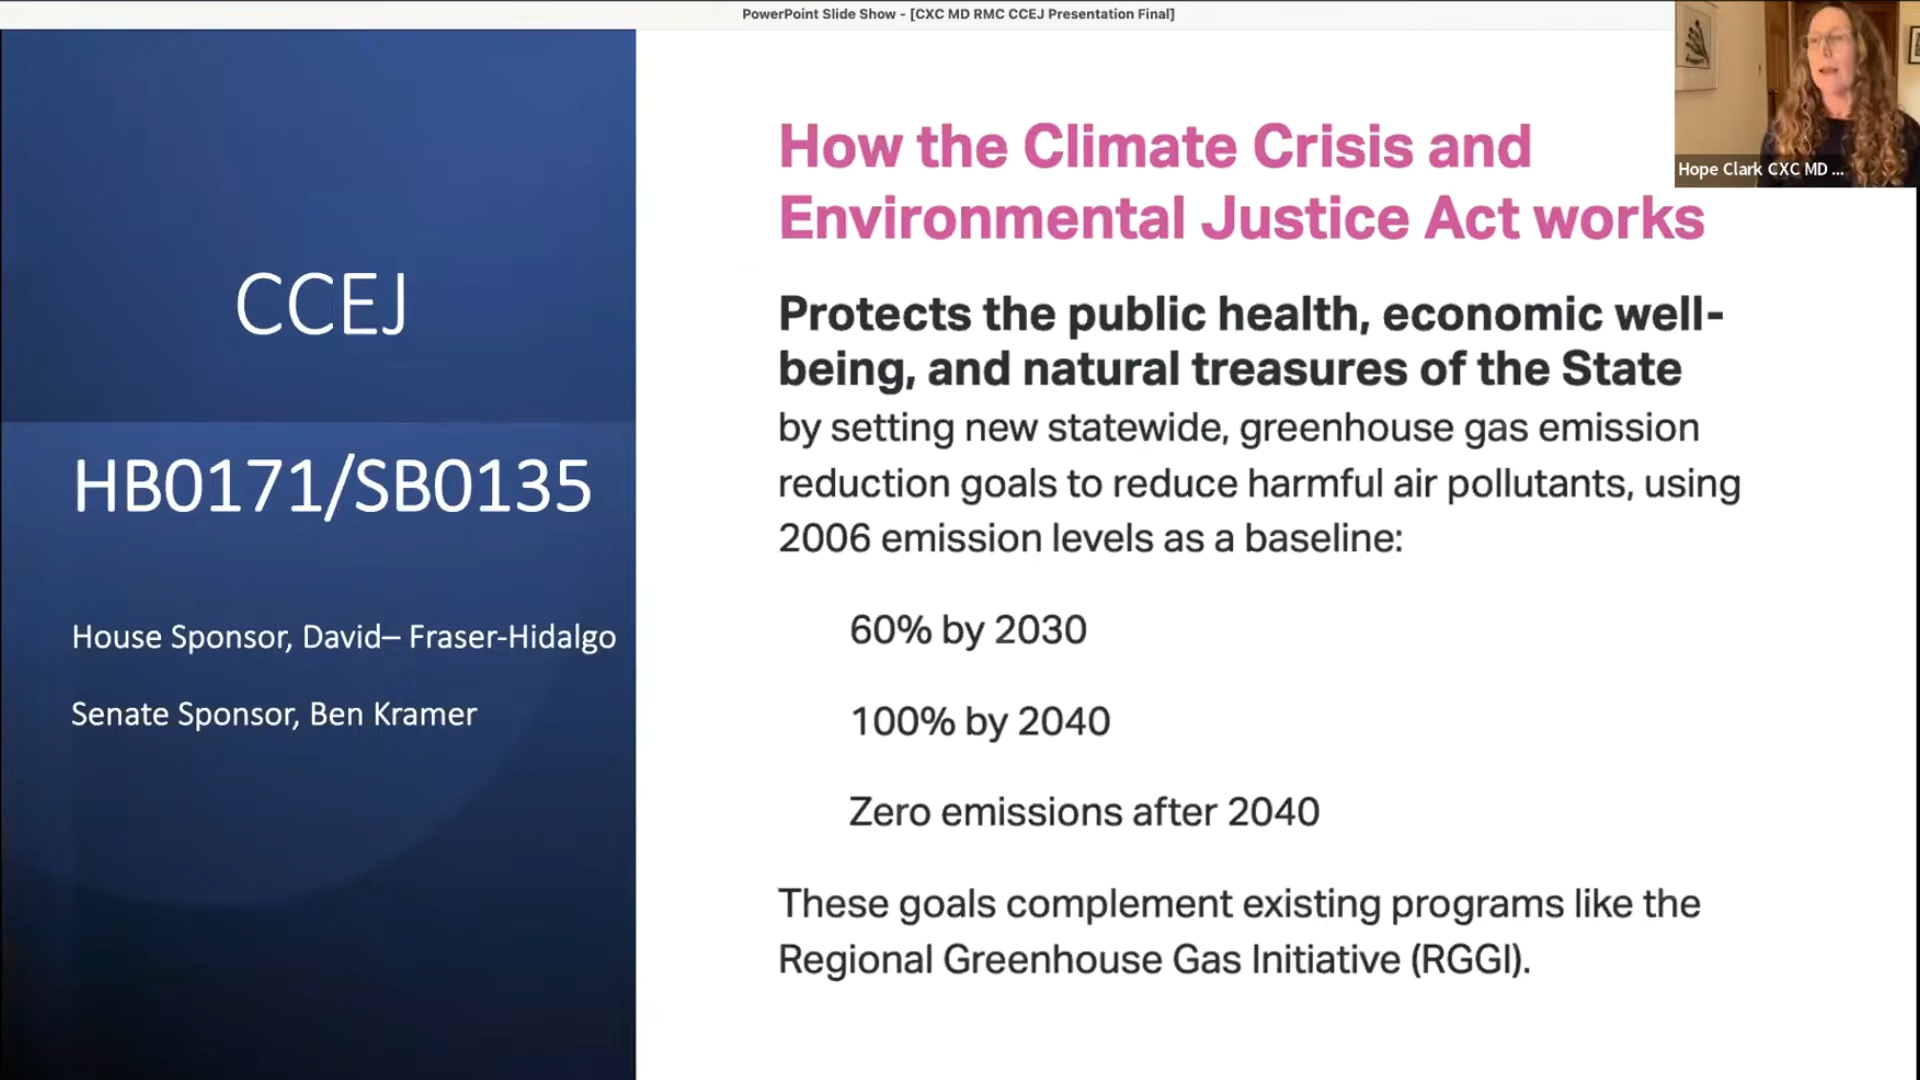 PowerPoint Slide Show - [CXC MD RMC CCEJ Presentation Final]
Hope Clark CXC MD ...
CCEJ
HB0171/SB0135
House Sponsor, David– Fraser-Hidalgo
Senate Sponsor, Ben Kramer
How the Climate Crisis and
Environmental Justice Act works
Protects the public health, economic well-
being, and natural treasures of the State
by setting new statewide, greenhouse gas emission
reduction goals to reduce harmful air pollutants, using
2006 emission levels as a baseline:
60% by 2030
100% by 2040
Zero emissions after 2040
These goals complement existing programs like the
Regional Greenhouse Gas Initiative (RGGI).